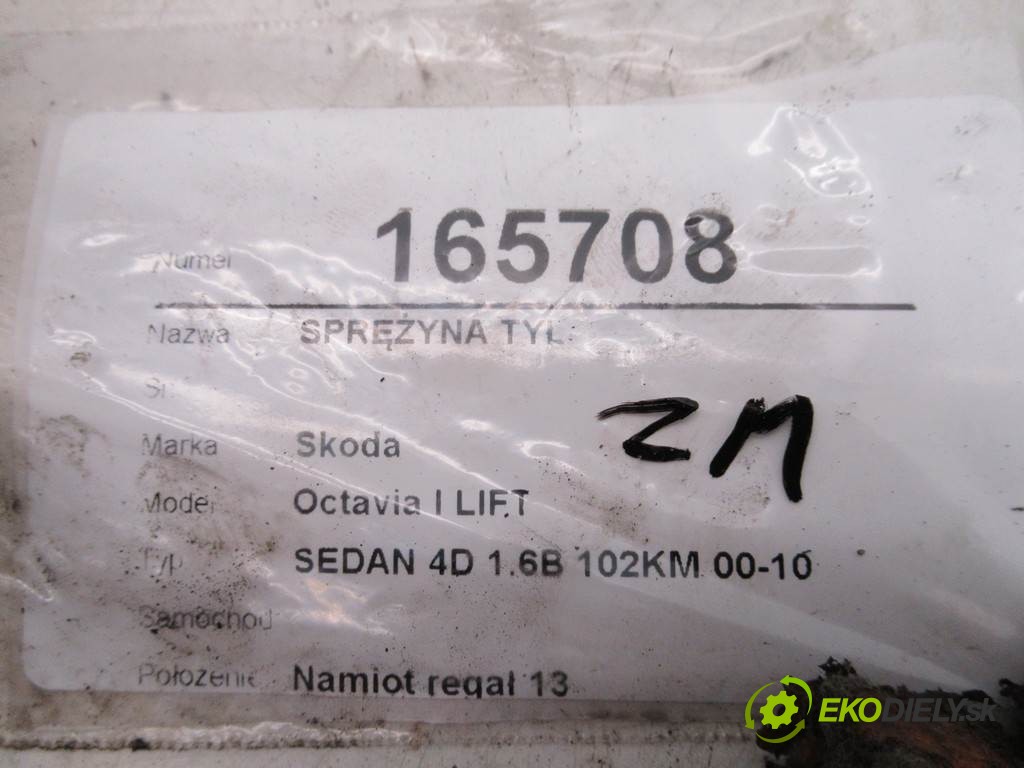 Numer 165708
Nazwa SPRĘŻYNA TYŁ
Marka Skoda
Model Octavia I LIFT
Typ SEDAN 4D 1.6B 102KM 00-10
Samochod
Położenie Namiot regał 13
ZM
EKODIELY.sk